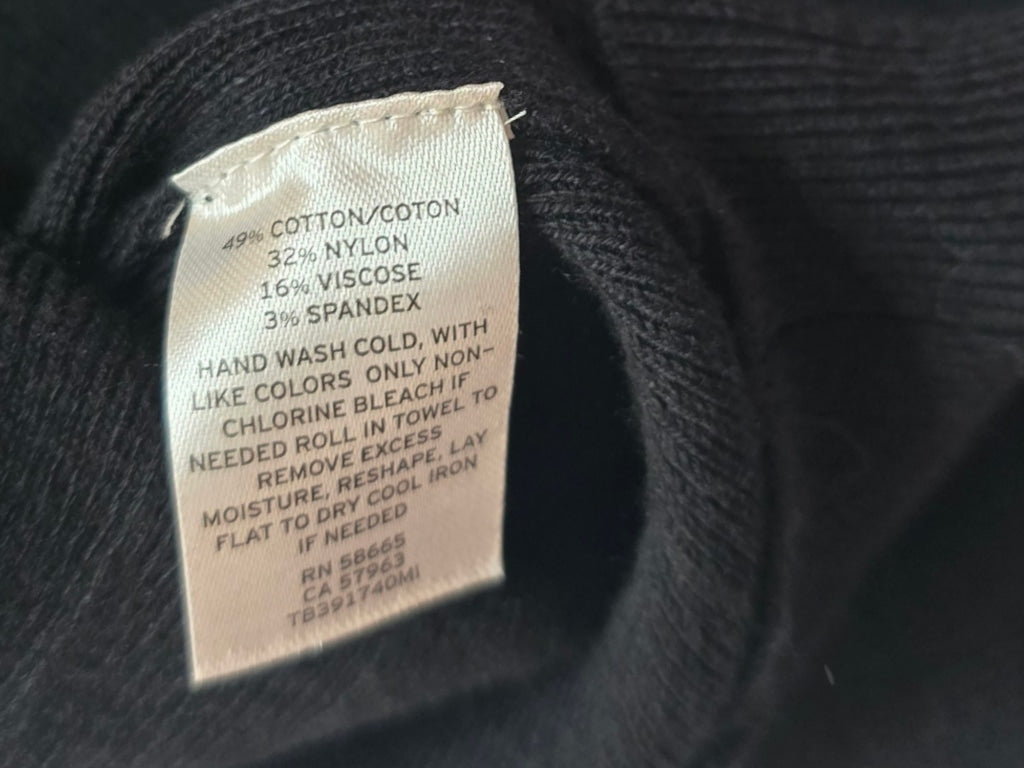 49% COTTON/COTON
32% NYLON
16% VISCOSE
3% SPANDEX
HAND WASH COLD, WITH
LIKE COLORS ONLY NON-
CHLORINE BLEACH IF
NEEDED ROLL IN TOWEL TO
REMOVE EXCESS
MOISTURE, RESHAPE, LAY
FLAT TO DRY COOL IRON
IF NEEDED
RN 58665
CA 57963
TB391740MI